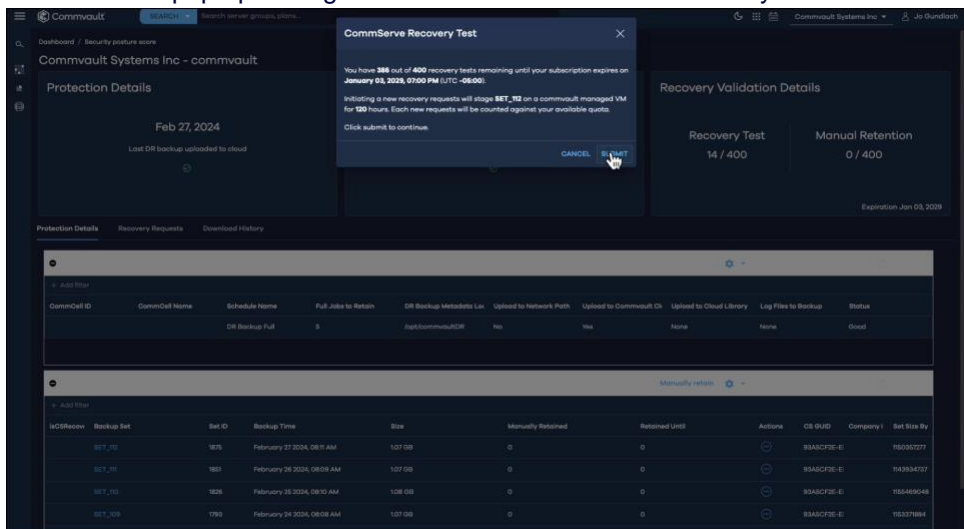 Commvault
SEARCH
Search server groups, plans...
Commvault Systems Inc
Jo Gundlach
Dashboard / Security posture score
Commvault Systems Inc - commvault
CommServe Recovery Test
You have 386 out of 400 recovery tests remaining until your subscription expires on
January 03, 2029, 07:00 PM (UTC -05:00).
Initiating a new recovery requests will stage SET_112 on a commvault managed VM
for 120 hours. Each new requests will be counted against your available quota.
Click submit to continue.
CANCEL SUBMIT
Protection Details
Feb 27, 2024
Last DR backup uploaded to cloud
Recovery Validation Details
Recovery Test Manual Retention
14 / 400 0 / 400
Expiration Jan 03, 2029
Protection Details Recovery Requests Download History
+ Add filter
CommCell ID CommCell Name Schedule Name Full Jobs to Retain DR Backup Metadata Loc Upload to Network Path Upload to Commvault Clo Upload to Cloud Library Log Files to Backup Status
DR Backup Full 5 /opt/commvaultDR No Yes None None Good
Manually retain
+ Add filter
isCSRecov Backup Set Set ID Backup Time Size Manually Retained Retained Until Actions CS GUID Company I Set Size By
SET_112 1875 February 27 2024, 08:11 AM 1.07 GB 0 0 93A5CF2E-E: 1150357277
SET_111 1851 February 26 2024, 08:09 AM 1.07 GB 0 0 93A5CF2E-E: 1143934737
SET_110 1826 February 25 2024, 08:10 AM 1.08 GB 0 0 93A5CF2E-E: 1155469048
SET_109 1793 February 24 2024, 08:08 AM 1.07 GB 0 0 93A5CF2E-E: 1153371884